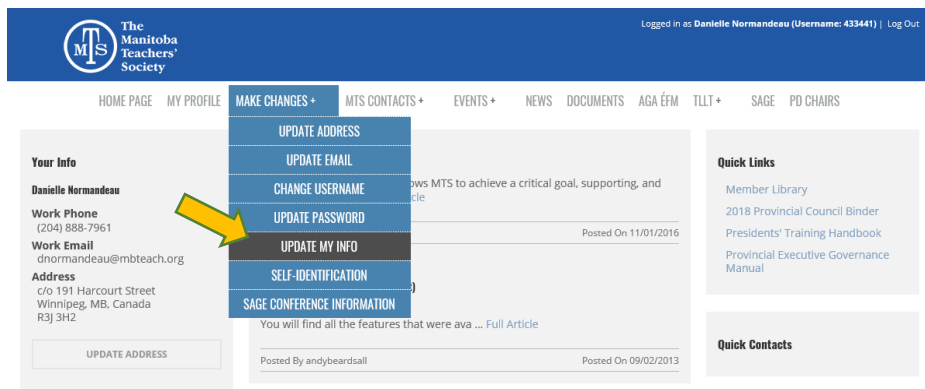 The
Manitoba
Teachers'
Society
MTS
Logged in as Danielle Normandeau (Username: 433441) | Log Out
HOME PAGE MY PROFILE MAKE CHANGES + MTS CONTACTS + EVENTS + NEWS DOCUMENTS AGA ÉFM TLLT + SAGE PD CHAIRS
UPDATE ADDRESS
UPDATE EMAIL
CHANGE USERNAME
UPDATE PASSWORD
UPDATE MY INFO
SELF-IDENTIFICATION
SAGE CONFERENCE INFORMATION
Your Info
Danielle Normandeau
Work Phone
(204) 888-7961
Work Email
dnormandeau@mbteach.org
Address
c/o 191 Harcourt Street
Winnipeg, MB, Canada
R3J 3H2
UPDATE ADDRESS
ows MTS to achieve a critical goal, supporting, and
cle
Posted On 11/01/2016
)
You will find all the features that were ava ... Full Article
Posted By andybeardsall Posted On 09/02/2013
Quick Links
Member Library
2018 Provincial Council Binder
Presidents' Training Handbook
Provincial Executive Governance
Manual
Quick Contacts